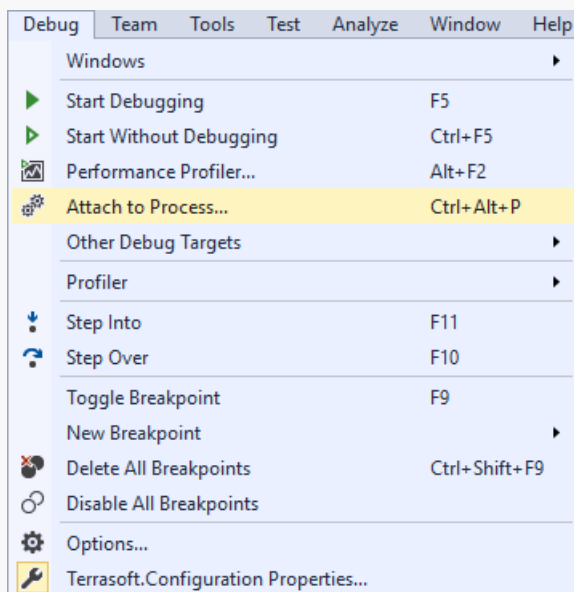 Debug Team Tools Test Analyze Window Help
Windows
Start Debugging F5
Start Without Debugging Ctrl+F5
Performance Profiler... Alt+F2
Attach to Process... Ctrl+Alt+P
Other Debug Targets
Profiler
Step Into F11
Step Over F10
Toggle Breakpoint F9
New Breakpoint
Delete All Breakpoints Ctrl+Shift+F9
Disable All Breakpoints
Options...
Terrasoft.Configuration Properties...